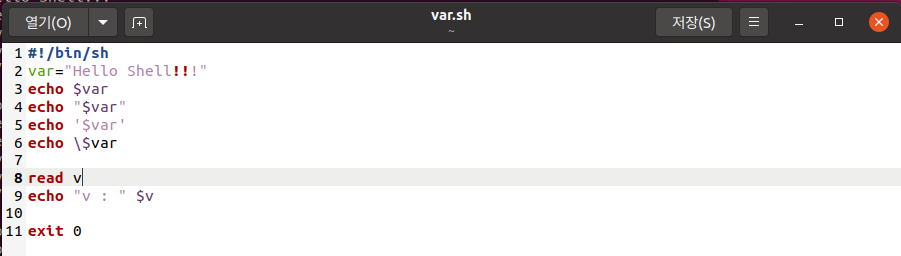 열기(O)
var.sh
~
저장(S)
1 #!/bin/sh
2 var="Hello Shell!!!"
3 echo $var
4 echo "$var"
5 echo '$var'
6 echo \$var
7
8 read v
9 echo "v : " $v
10
11 exit 0